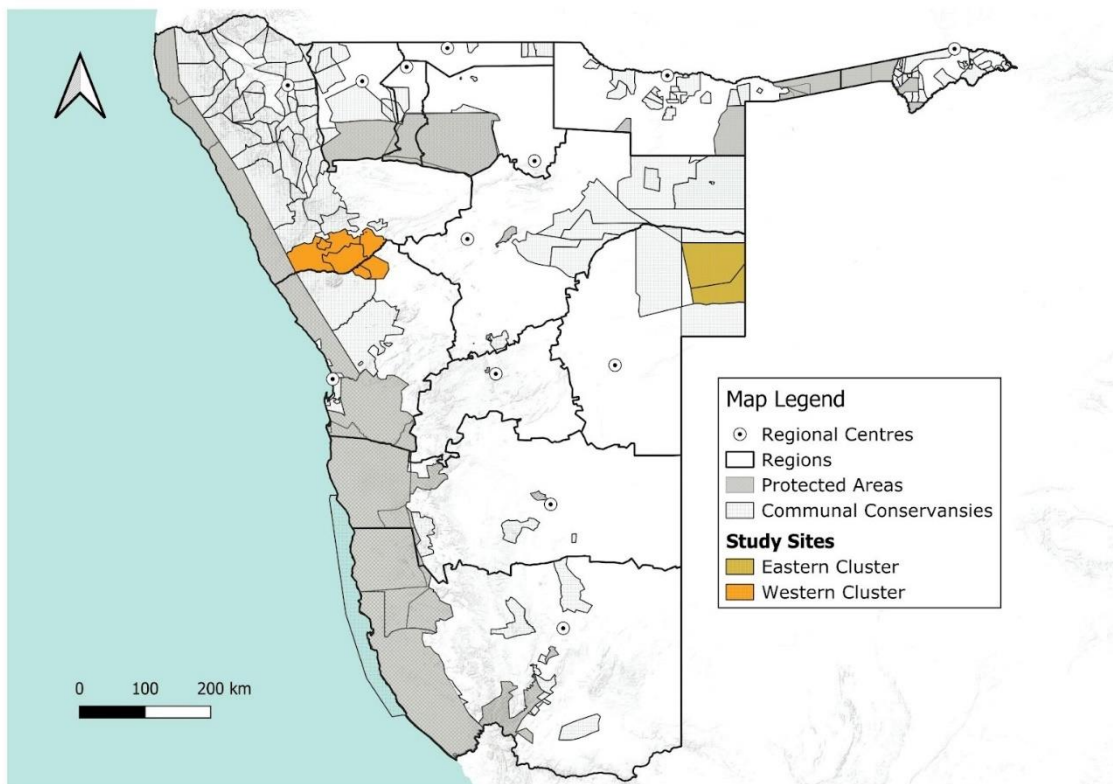 Map Legend
Regional Centres
Regions
Protected Areas
Communal Conservansies
Study Sites
Eastern Cluster
Western Cluster
0 100 200 km